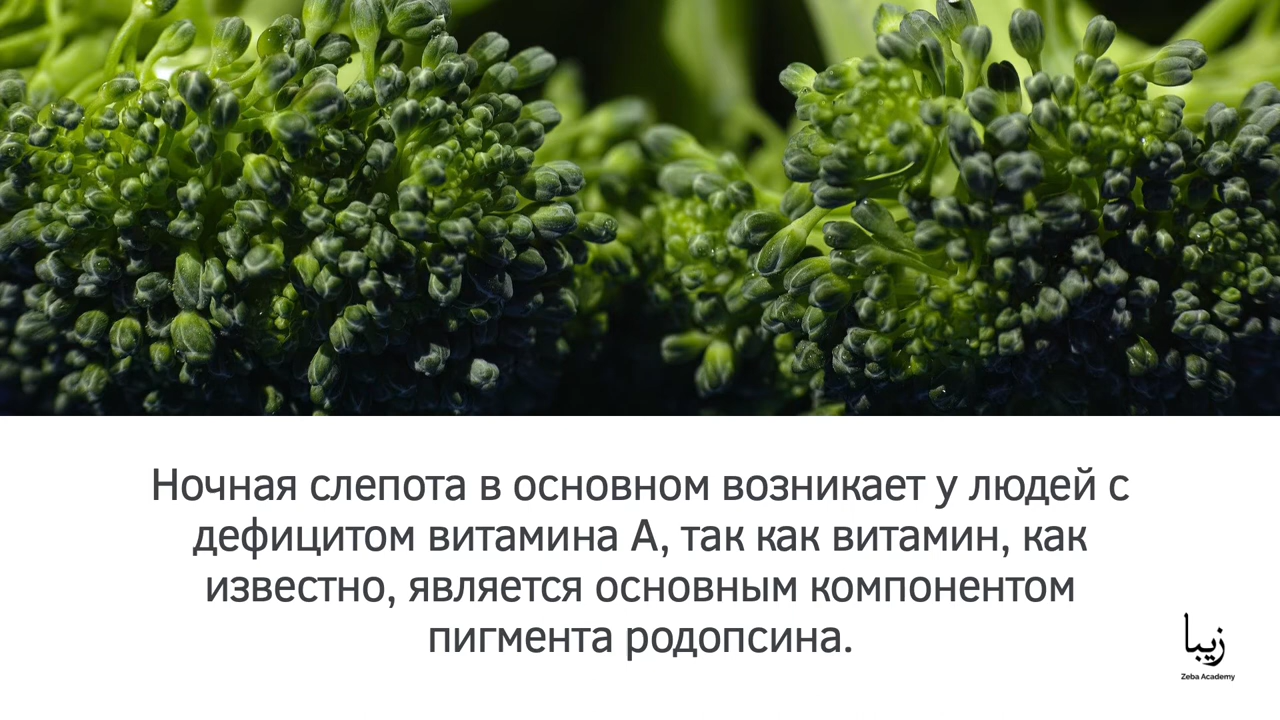 Ночная слепота в основном возникает у людей с
дефицитом витамина А, так как витамин, как
известно, является основным компонентом
пигмента родопсина.
زيبا
Zeba Academy